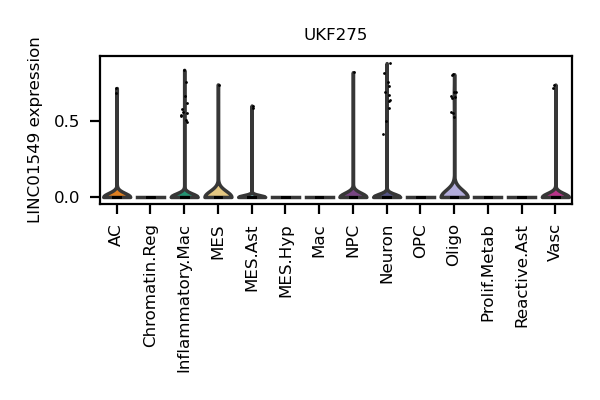 UKF275
LINC01549 expression
0.5
0.0
AC
Chromatin.Reg
Inflammatory.Mac
MES
MES.Ast
MES.Hyp
Mac
NPC
Neuron
OPC
Oligo
Prolif.Metab
Reactive.Ast
Vasc